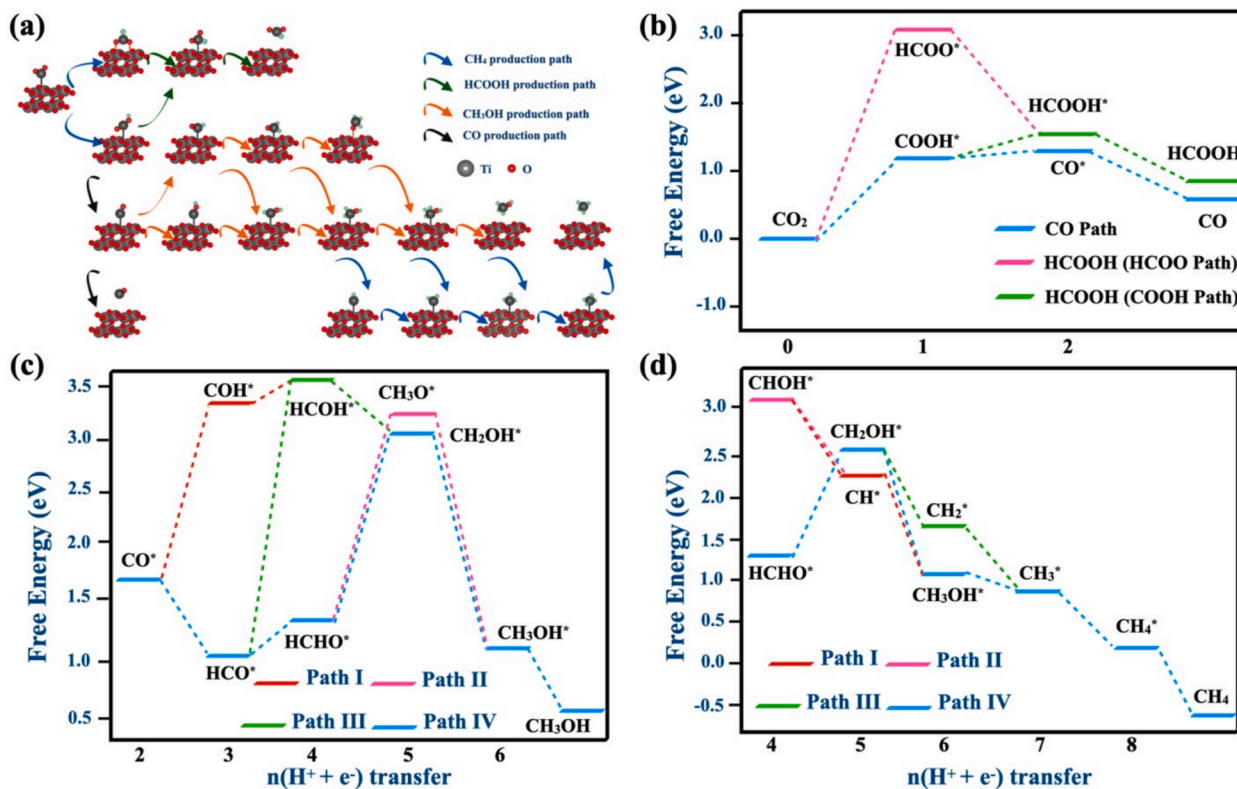 (a)
CH₄ production path
HCOOH production path
CH₃OH production path
CO production path
Ti
O
(b)
Free Energy (eV)
3.0
2.0
1.0
0.0
-1.0
HCOO*
HCOOH*
COOH*
CO*
HCOOH
CO₂
CO
CO Path
HCOOH (HCOO Path)
HCOOH (COOH Path)
0
1
2
(c)
Free Energy (eV)
3.5
3.0
2.5
2.0
1.5
1.0
0.5
COH*
HCOH*
CH₃O*
CH₂OH*
CO*
HCHO*
HCO*
CH₃OH*
CH₃OH
Path I
Path II
Path III
Path IV
2
3
4
5
6
n(H⁺ + e⁻) transfer
(d)
Free Energy (eV)
3.0
2.5
2.0
1.5
1.0
0.5
0.0
-0.5
CHOH*
CH₂OH*
CH*
CH₂*
HCHO*
CH₃OH*
CH₃*
CH₄*
CH₄
Path I
Path II
Path III
Path IV
4
5
6
7
8
n(H⁺ + e⁻) transfer